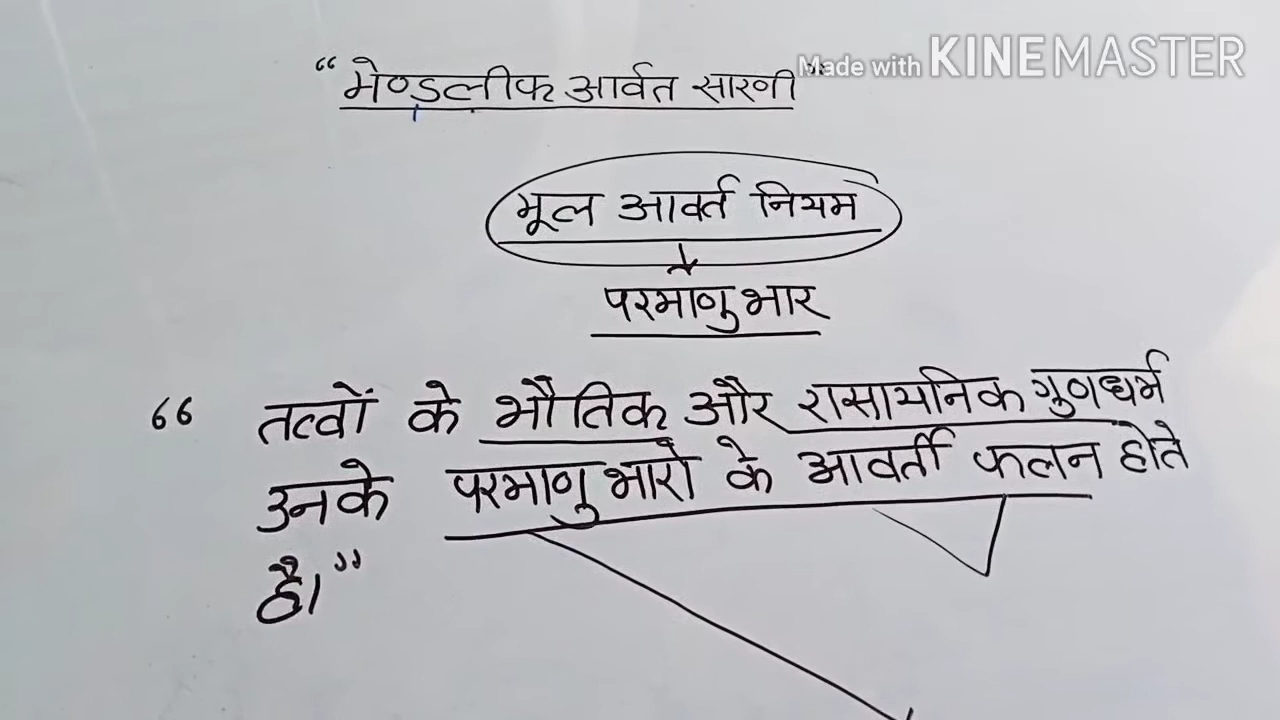 “मेण्डलीक आर्वत सारणी”
Made with KINEMASTER
मूल आवर्त नियम
परमाणु भार
“ तत्वों के भौतिक और रासायनिक गुणधर्म
उनके परमाणु भारो के आवर्ती फलन होते
है।”